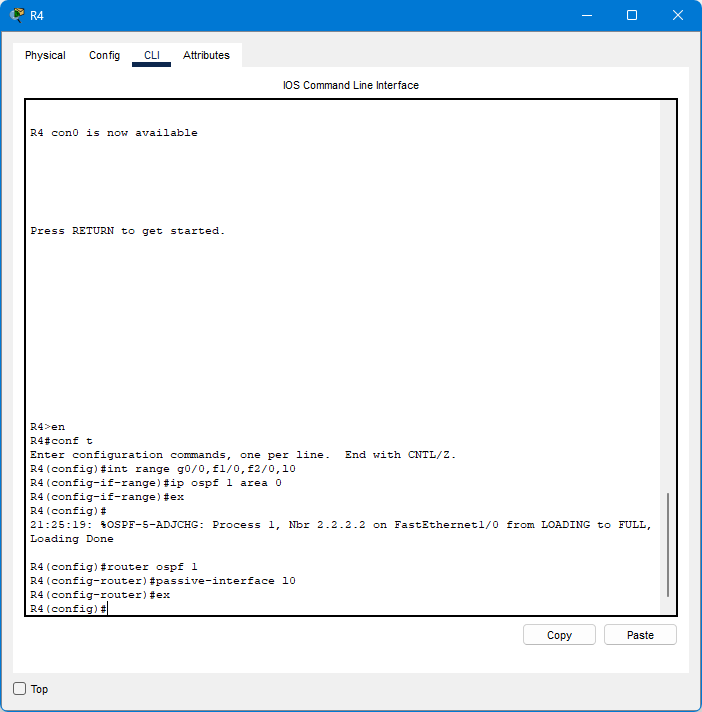 R4
Physical Config CLI Attributes
IOS Command Line Interface
R4 con0 is now available
Press RETURN to get started.
R4>en
R4#conf t
Enter configuration commands, one per line.  End with CNTL/Z.
R4(config)#int range g0/0,f1/0,f2/0,l0
R4(config-if-range)#ip ospf 1 area 0
R4(config-if-range)#ex
R4(config)#
21:25:19: %OSPF-5-ADJCHG: Process 1, Nbr 2.2.2.2 on FastEthernet1/0 from LOADING to FULL,
Loading Done
R4(config)#router ospf 1
R4(config-router)#passive-interface l0
R4(config-router)#ex
R4(config)#
Copy Paste
Top